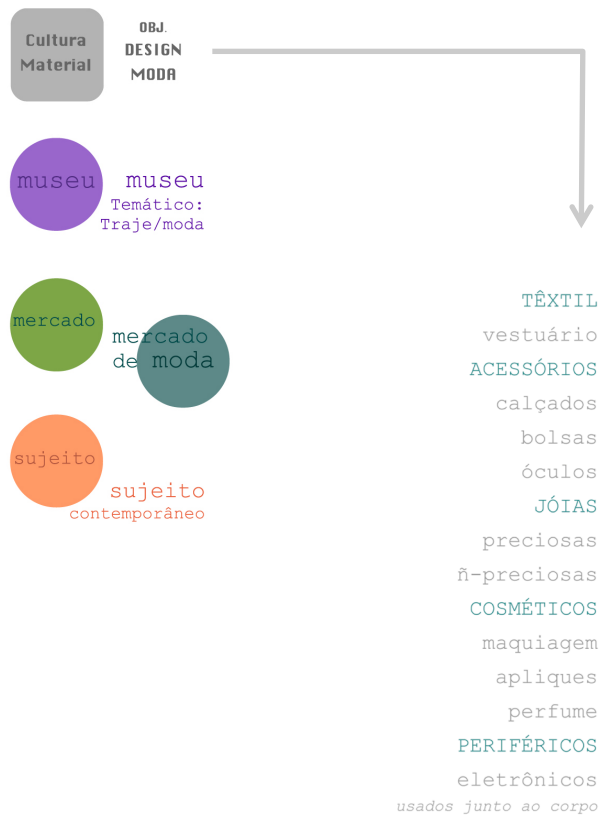 Cultura
Material
OBJ.
DESIGN
MODA
museu
museu
Temático:
Traje/moda
mercado
mercado
de moda
sujeito
sujeito
contemporâneo
TÊXTIL
vestuário
ACESSÓRIOS
calçados
bolsas
óculos
JÓIAS
preciosas
ñ-preciosas
COSMÉTICOS
maquiagem
apliques
perfume
PERIFÉRICOS
eletrônicos
usados junto ao corpo